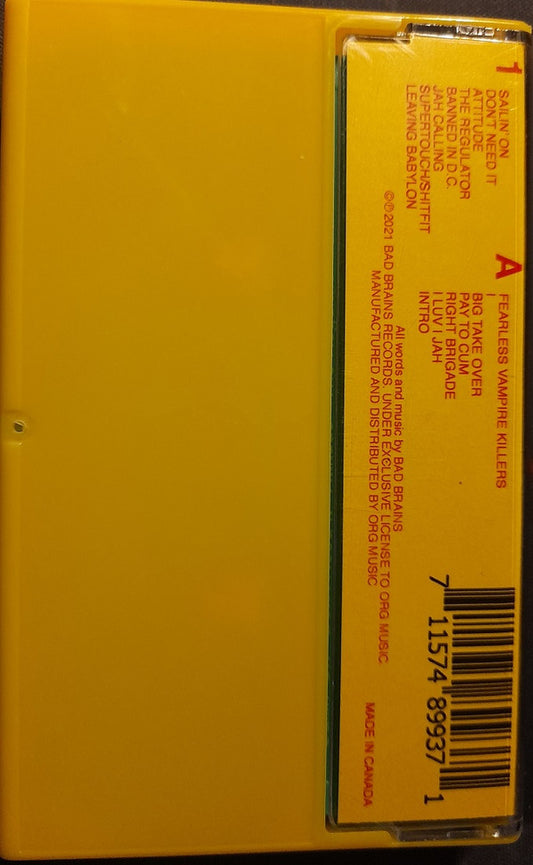 1
SAILIN' ON
DON'T NEED IT
ATTITUDE
THE REGULATOR
BANNED IN D.C.
JAH CALLING
SUPERTOUCH/SHITFIT
LEAVING BABYLON
A
FEARLESS VAMPIRE KILLERS
I
BIG TAKE OVER
PAY TO CUM
RIGHT BRIGADE
I LUV I JAH
INTRO
All words and music by BAD BRAINS
©℗2021 BAD BRAINS RECORDS, UNDER EXCLUSIVE LICENSE TO ORG MUSIC.
MANUFACTURED AND DISTRIBUTED BY ORG MUSIC
MADE IN CANADA
7 11574 89937 1